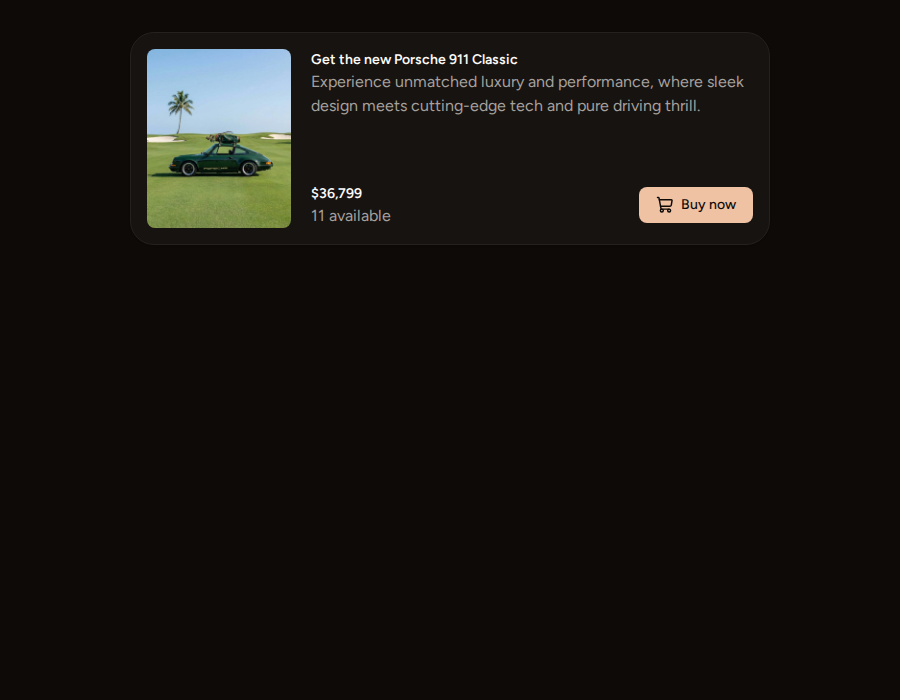 Get the new Porsche 911 Classic
Experience unmatched luxury and performance, where sleek
design meets cutting-edge tech and pure driving thrill.
$36,799
11 available
Buy now